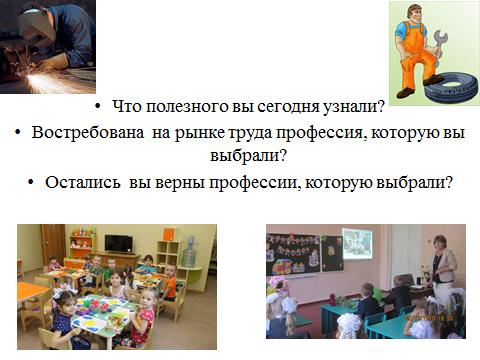 • Что полезного вы сегодня узнали?
• Востребована на рынке труда профессия, которую вы
выбрали?
• Остались вы верны профессии, которую выбрали?